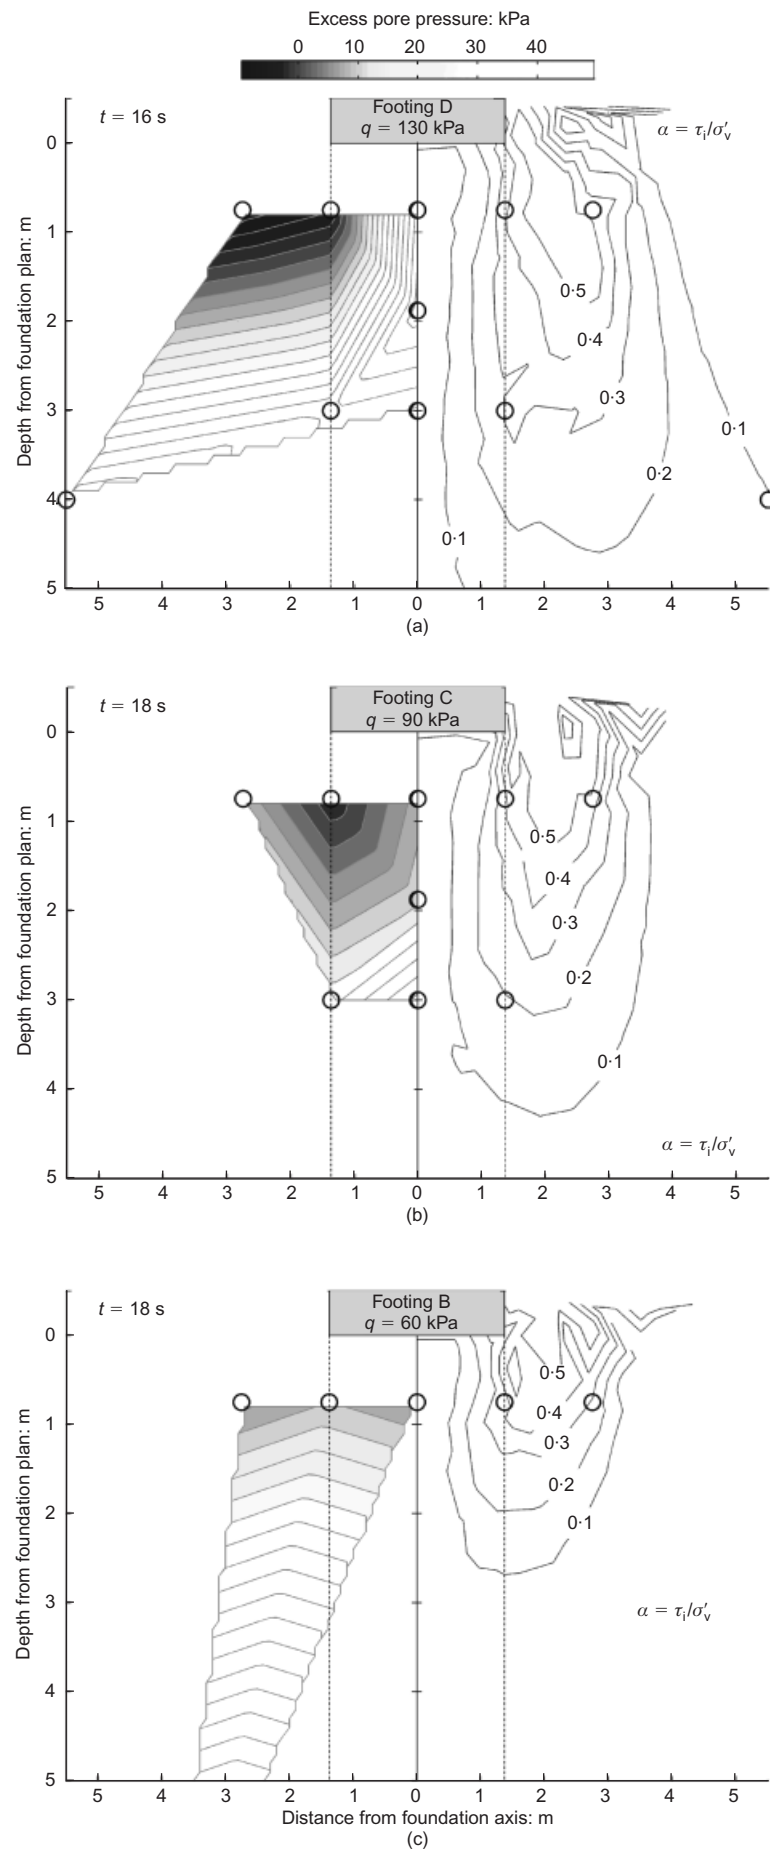 Excess pore pressure: kPa
0 10 20 30 40
t = 16 s
Footing D
q = 130 kPa
α = τi/σ′v
Depth from foundation plan: m
0
1
2
3
4
5
0·5
0·4
0·3
0·2
0·1
0·1
5 4 3 2 1 0 1 2 3 4 5
(a)
t = 18 s
Footing C
q = 90 kPa
Depth from foundation plan: m
0
1
2
3
4
5
0·5
0·4
0·3
0·2
0·1
α = τi/σ′v
5 4 3 2 1 0 1 2 3 4 5
(b)
t = 18 s
Footing B
q = 60 kPa
Depth from foundation plan: m
0
1
2
3
4
5
0·5
0·4
0·3
0·2
0·1
α = τi/σ′v
5 4 3 2 1 0 1 2 3 4 5
Distance from foundation axis: m
(c)